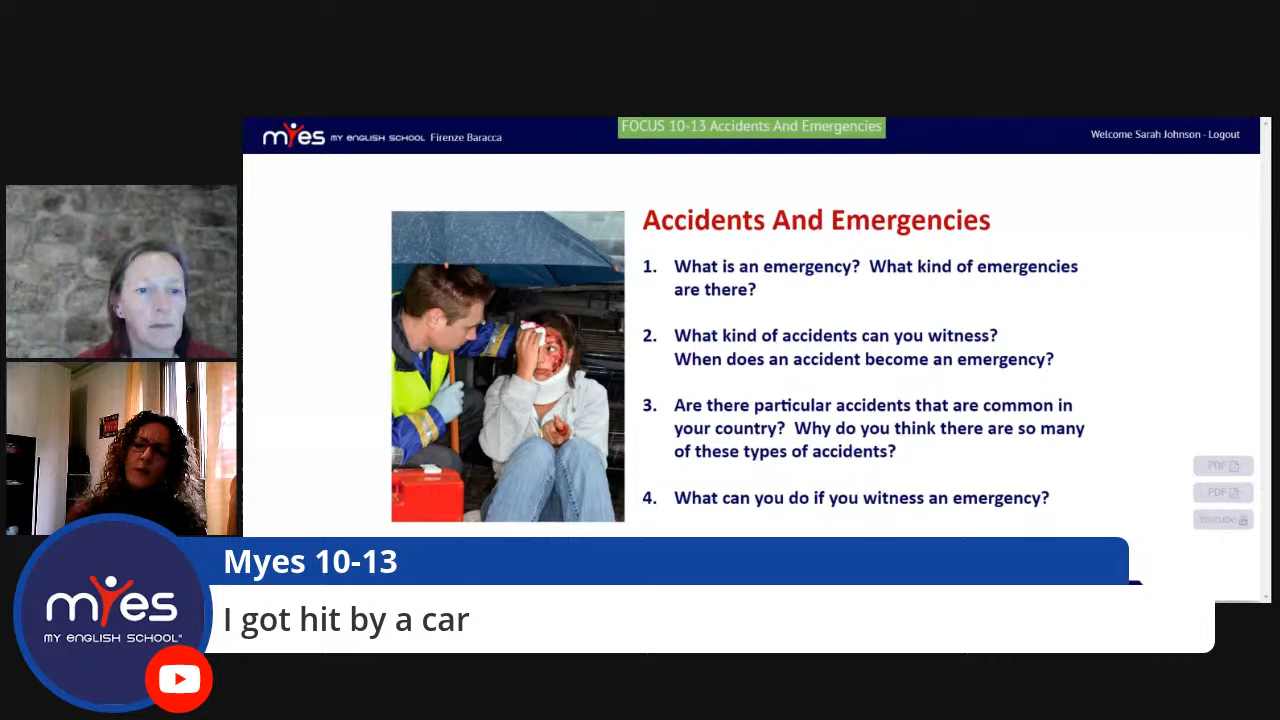 myes MY ENGLISH SCHOOL Firenze Baracca
FOCUS 10-13 Accidents And Emergencies
Welcome Sarah Johnson - Logout
Accidents And Emergencies
1. What is an emergency? What kind of emergencies
are there?
2. What kind of accidents can you witness?
When does an accident become an emergency?
3. Are there particular accidents that are common in
your country? Why do you think there are so many
of these types of accidents?
4. What can you do if you witness an emergency?
PDF
PDF
Youtube
Myes 10-13
I got hit by a car
myes
MY ENGLISH SCHOOL®